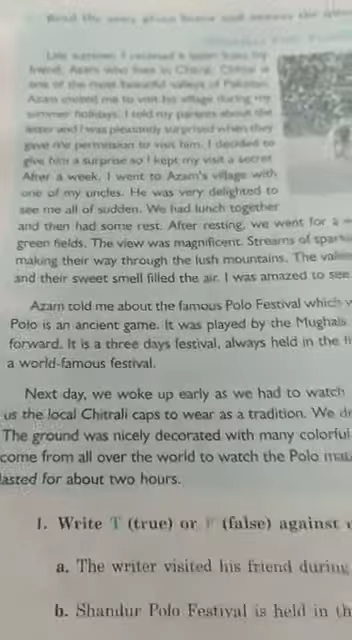 Read the story given below and answer the
Last summer, I received a letter from my
friend, Azam who lives in Chitral. Chitral is
one of the most beautiful valleys of Pakistan.
Azam invited me to visit his village during my
summer holidays. I told my parents about the
letter and I was pleasantly surprised when they
gave me permission to visit him. I decided to
give him a surprise so I kept my visit a secret.
After a week, I went to Azam's village with
one of my uncles. He was very delighted to
see me all of sudden. We had lunch together
and then had some rest. After resting, we went for a
green fields. The view was magnificent. Streams of
making their way through the lush mountains. The
and their sweet smell filled the air. I was amazed to see
Azam told me about the famous Polo Festival which
Polo is an ancient game. It was played by the Mughals
forward. It is a three days festival, always held in the
a world-famous festival.
Next day, we woke up early as we had to watch
us the local Chitrali caps to wear as a tradition. We
The ground was nicely decorated with many colorful
come from all over the world to watch the Polo
lasted for about two hours.
1. Write T (true) or F (false) against
a. The writer visited his friend during
b. Shandur Polo Festival is held in